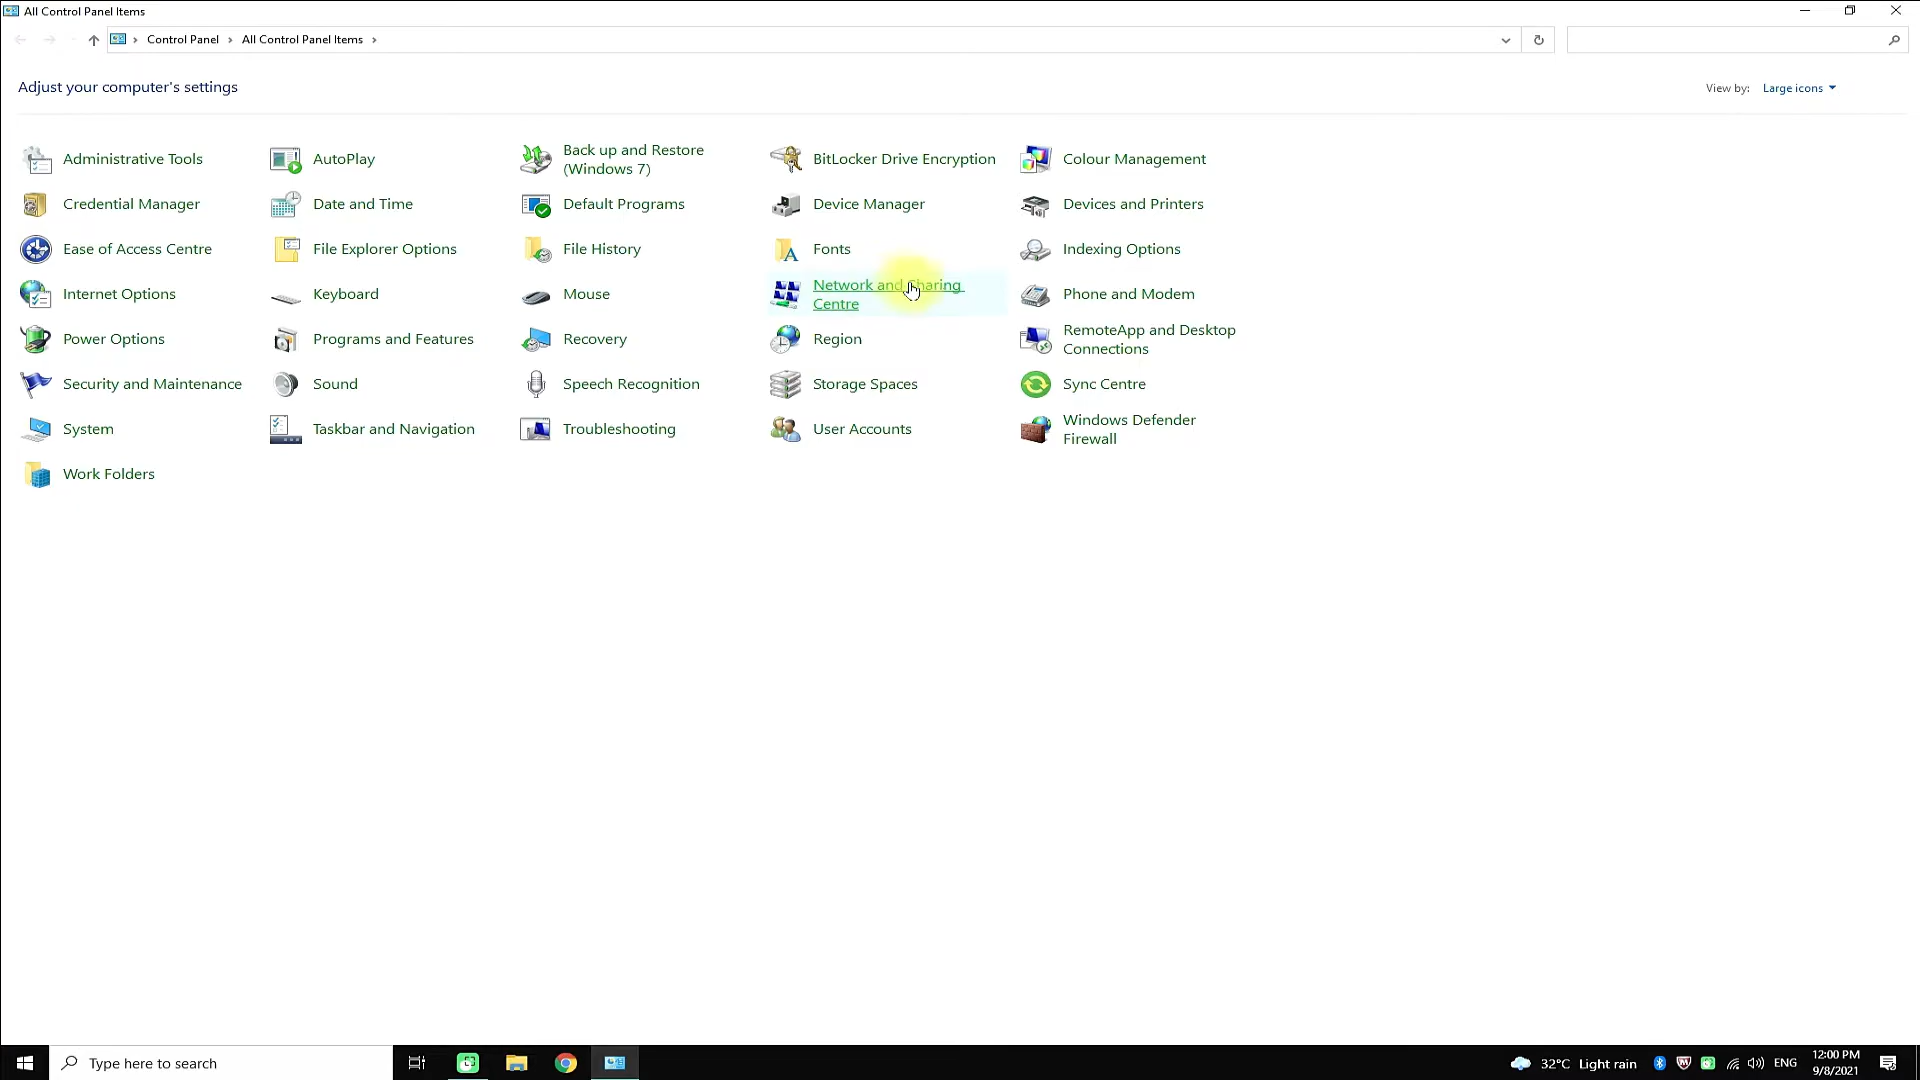 All Control Panel Items
Control Panel
All Control Panel Items
Adjust your computer's settings
View by: Large icons
Administrative Tools
AutoPlay
Back up and Restore
(Windows 7)
BitLocker Drive Encryption
Colour Management
Credential Manager
Date and Time
Default Programs
Device Manager
Devices and Printers
Ease of Access Centre
File Explorer Options
File History
Fonts
Indexing Options
Internet Options
Keyboard
Mouse
Network and Sharing
Centre
Phone and Modem
Power Options
Programs and Features
Recovery
Region
RemoteApp and Desktop
Connections
Security and Maintenance
Sound
Speech Recognition
Storage Spaces
Sync Centre
System
Taskbar and Navigation
Troubleshooting
User Accounts
Windows Defender
Firewall
Work Folders
Type here to search
32°C Light rain
ENG
12:00 PM
9/8/2021